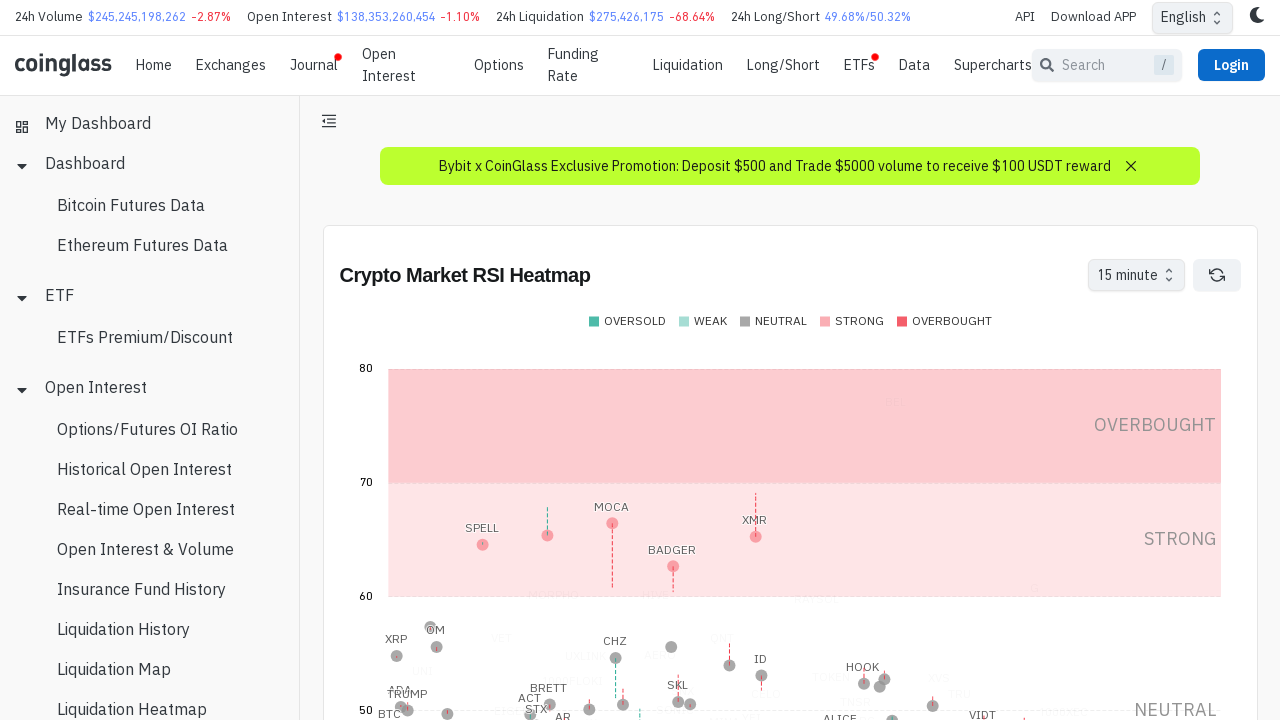 24h Volume $245,245,198,262 -2.87% Open Interest $138,353,260,454 -1.10% 24h Liquidation $275,426,175 -68.64% 24h Long/Short 49.68%/50.32% API Download APP English
coinglass Home Exchanges Journal Open Interest Options Funding Rate Liquidation Long/Short ETFs Data Supercharts Search / Login
My Dashboard
Dashboard
Bitcoin Futures Data
Ethereum Futures Data
ETF
ETFs Premium/Discount
Open Interest
Options/Futures OI Ratio
Historical Open Interest
Real-time Open Interest
Open Interest & Volume
Insurance Fund History
Liquidation History
Liquidation Map
Liquidation Heatmap
Bybit x CoinGlass Exclusive Promotion: Deposit $500 and Trade $5000 volume to receive $100 USDT reward
Crypto Market RSI Heatmap 15 minute
OVERSOLD WEAK NEUTRAL STRONG OVERBOUGHT
80
OVERBOUGHT
70
MOCA
XMR
SPELL
STRONG
BADGER
60
XRP OM
CHZ
ID
HOOK
SKL
BRETT
TRUMP
ACT
STX
50
NEUTRAL
BTC
AR
ALICE
VIDT